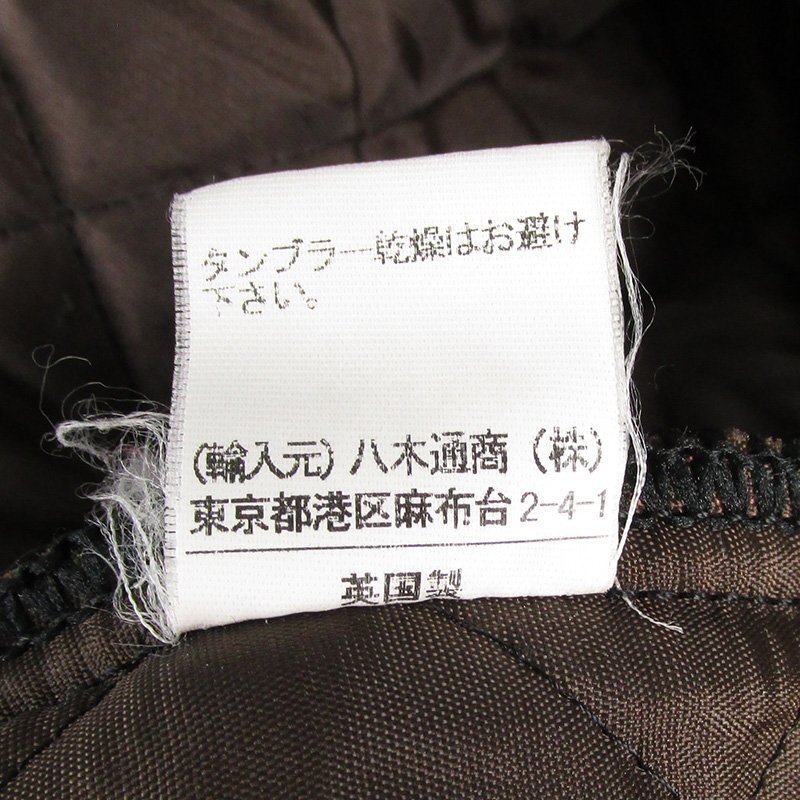 タンブラー乾燥はお避け
下さい。
(輸入元) 八木通商 (株)
東京都港区麻布台2-4-1
英国製